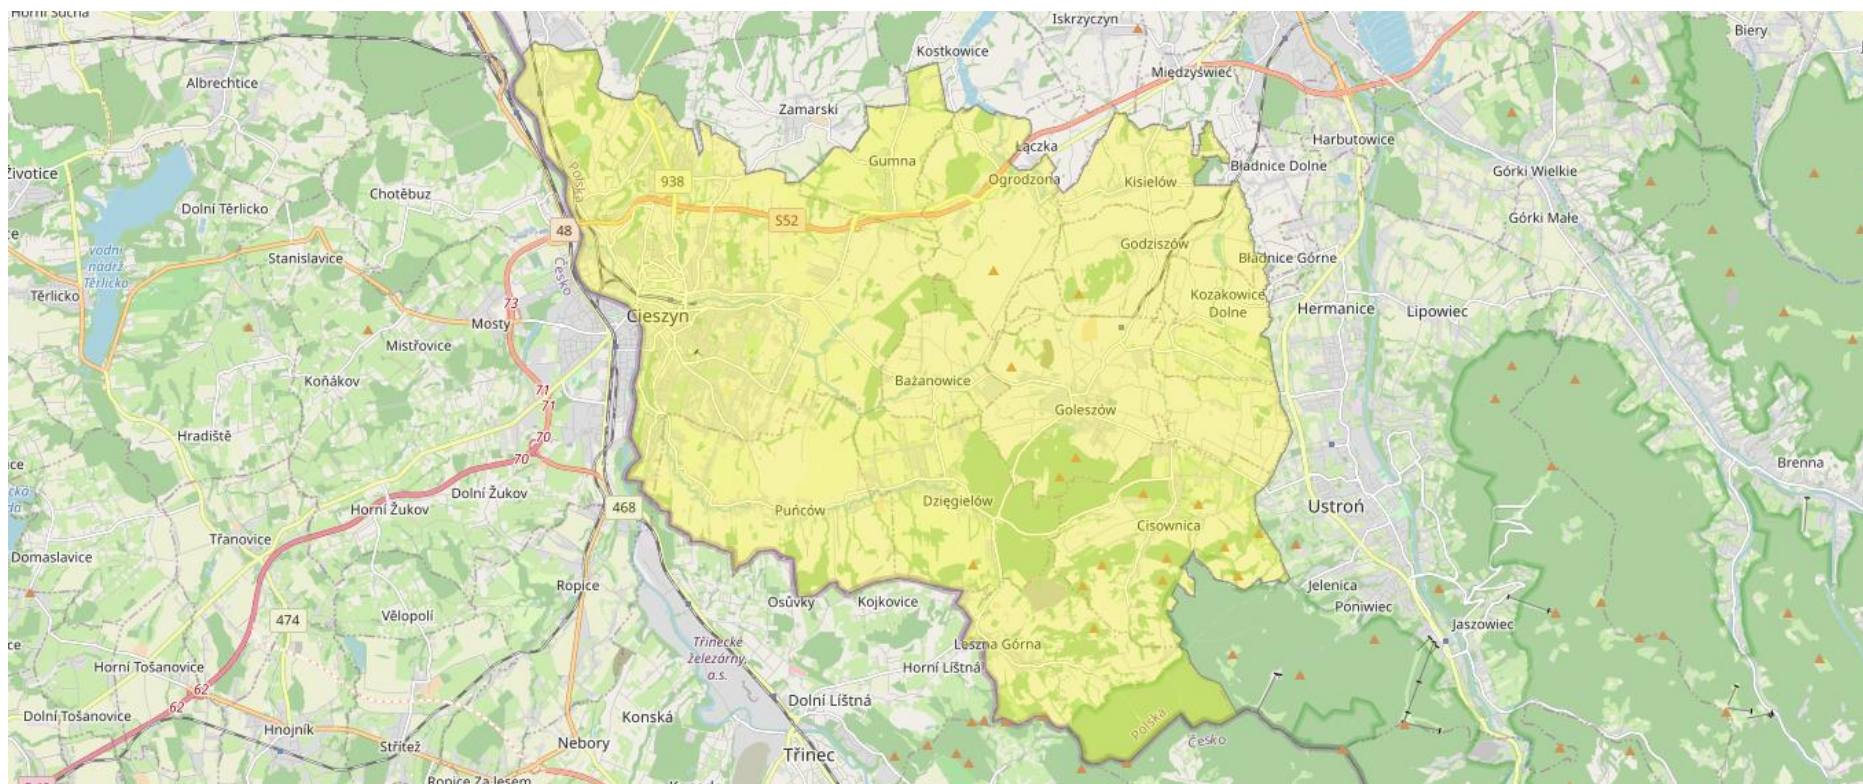 Horní Suchá
Iskrzyczyn
Biery
Kostkowice
Międzyświeć
Albrechtice
Zamarski
Harbutowice
Łączka
Gumna
Bładnice Dolne
Životice
Górki Wielkie
Polska
938
Ogrodzona
Kisielów
Chotěbuz
Dolní Těrlicko
Górki Małe
S52
48
Godziszów
vodní
nádrž
Těrlicko
Stanislavice
Česko
Bładnice Górne
Těrlicko
73
Kozakowice
Dolne
Hermanice
Lipowiec
Cieszyn
Mosty
Mistřovice
Koňákov
Bażanowice
71
71
Goleszów
Hradiště
70
70
Brenna
Dolní Žukov
Dzięgielów
Horní Žukov
468
Puńców
Ustroń
Cisownica
Třanovice
Domaslavice
Ropice
Jelenica
Osůvky
Kojkovice
Poniwiec
474
Vělopolí
Jaszowiec
Třinecké
železárny,
a.s.
Leszna Górna
Horní Tošanovice
Horní Líštná
62
62
Dolní Líštná
Dolní Tošanovice
Konská
Polska
Hnojník
Střítež
Nebory
Česko
Třinec
Ropice Za lesem